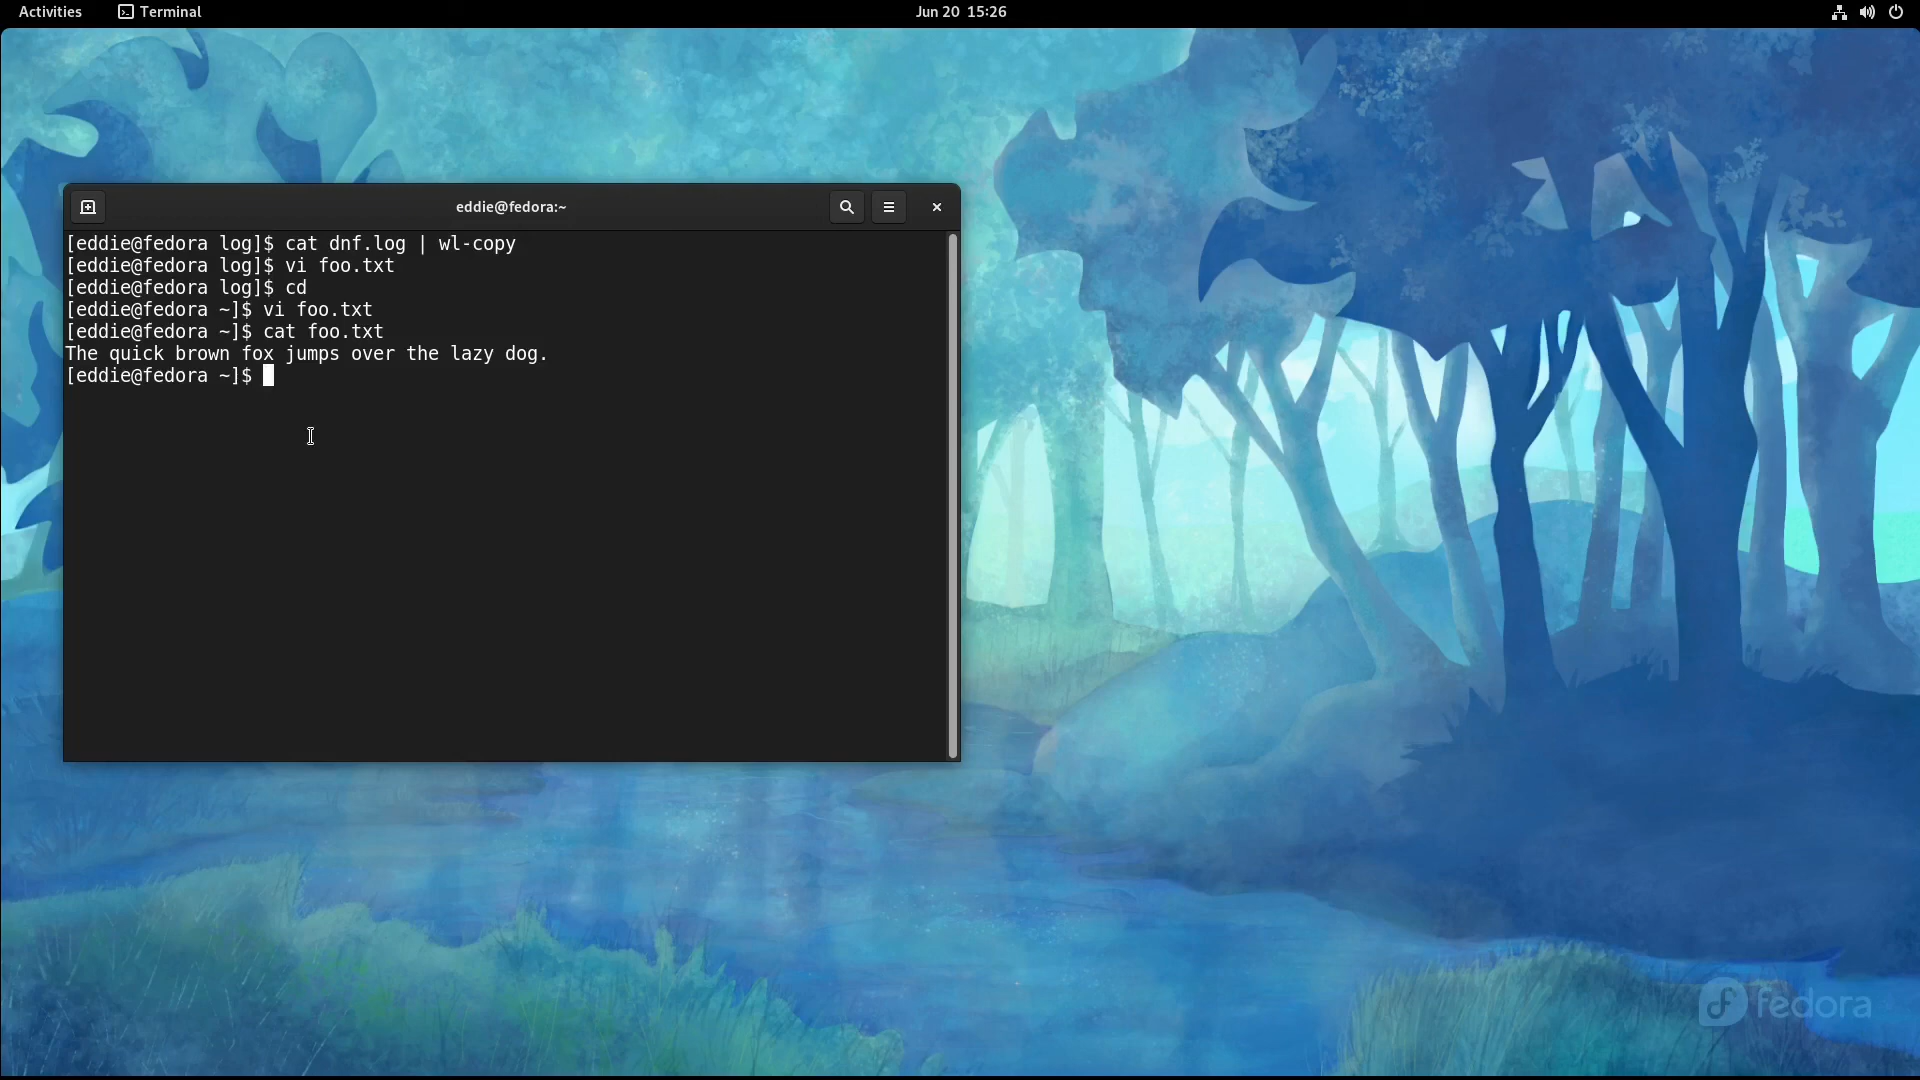 Activities Terminal Jun 20 15:26
eddie@fedora:~
[eddie@fedora log]$ cat dnf.log | wl-copy
[eddie@fedora log]$ vi foo.txt
[eddie@fedora log]$ cd
[eddie@fedora ~]$ vi foo.txt
[eddie@fedora ~]$ cat foo.txt
The quick brown fox jumps over the lazy dog.
[eddie@fedora ~]$
fedora